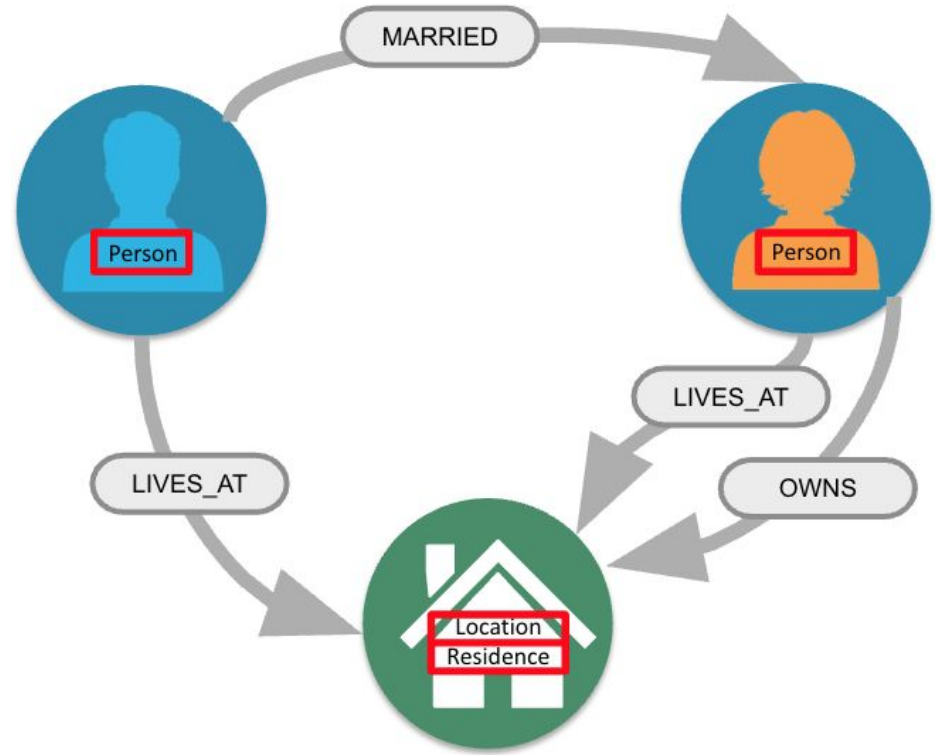 MARRIED
Person
Person
LIVES_AT
LIVES_AT
OWNS
Location
Residence